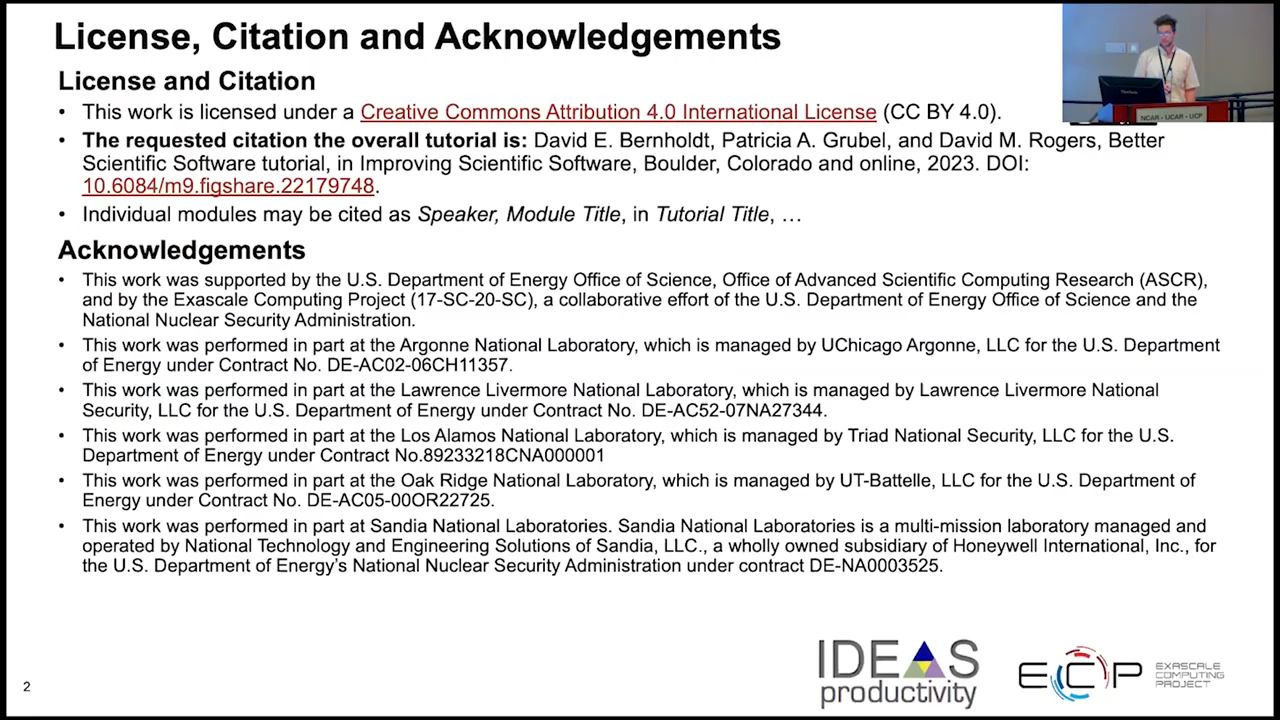 License, Citation and Acknowledgements
License and Citation
• This work is licensed under a Creative Commons Attribution 4.0 International License (CC BY 4.0).
• The requested citation the overall tutorial is: David E. Bernholdt, Patricia A. Grubel, and David M. Rogers, Better
Scientific Software tutorial, in Improving Scientific Software, Boulder, Colorado and online, 2023. DOI:
10.6084/m9.figshare.22179748.
• Individual modules may be cited as Speaker, Module Title, in Tutorial Title, …
Acknowledgements
• This work was supported by the U.S. Department of Energy Office of Science, Office of Advanced Scientific Computing Research (ASCR),
and by the Exascale Computing Project (17-SC-20-SC), a collaborative effort of the U.S. Department of Energy Office of Science and the
National Nuclear Security Administration.
• This work was performed in part at the Argonne National Laboratory, which is managed by UChicago Argonne, LLC for the U.S. Department
of Energy under Contract No. DE-AC02-06CH11357.
• This work was performed in part at the Lawrence Livermore National Laboratory, which is managed by Lawrence Livermore National
Security, LLC for the U.S. Department of Energy under Contract No. DE-AC52-07NA27344.
• This work was performed in part at the Los Alamos National Laboratory, which is managed by Triad National Security, LLC for the U.S.
Department of Energy under Contract No.89233218CNA000001
• This work was performed in part at the Oak Ridge National Laboratory, which is managed by UT-Battelle, LLC for the U.S. Department of
Energy under Contract No. DE-AC05-00OR22725.
• This work was performed in part at Sandia National Laboratories. Sandia National Laboratories is a multi-mission laboratory managed and
operated by National Technology and Engineering Solutions of Sandia, LLC., a wholly owned subsidiary of Honeywell International, Inc., for
the U.S. Department of Energy’s National Nuclear Security Administration under contract DE-NA0003525.
NCAR - UCAR - UCP
2
IDEAS
productivity
ECP
EXASCALE
COMPUTING
PROJECT